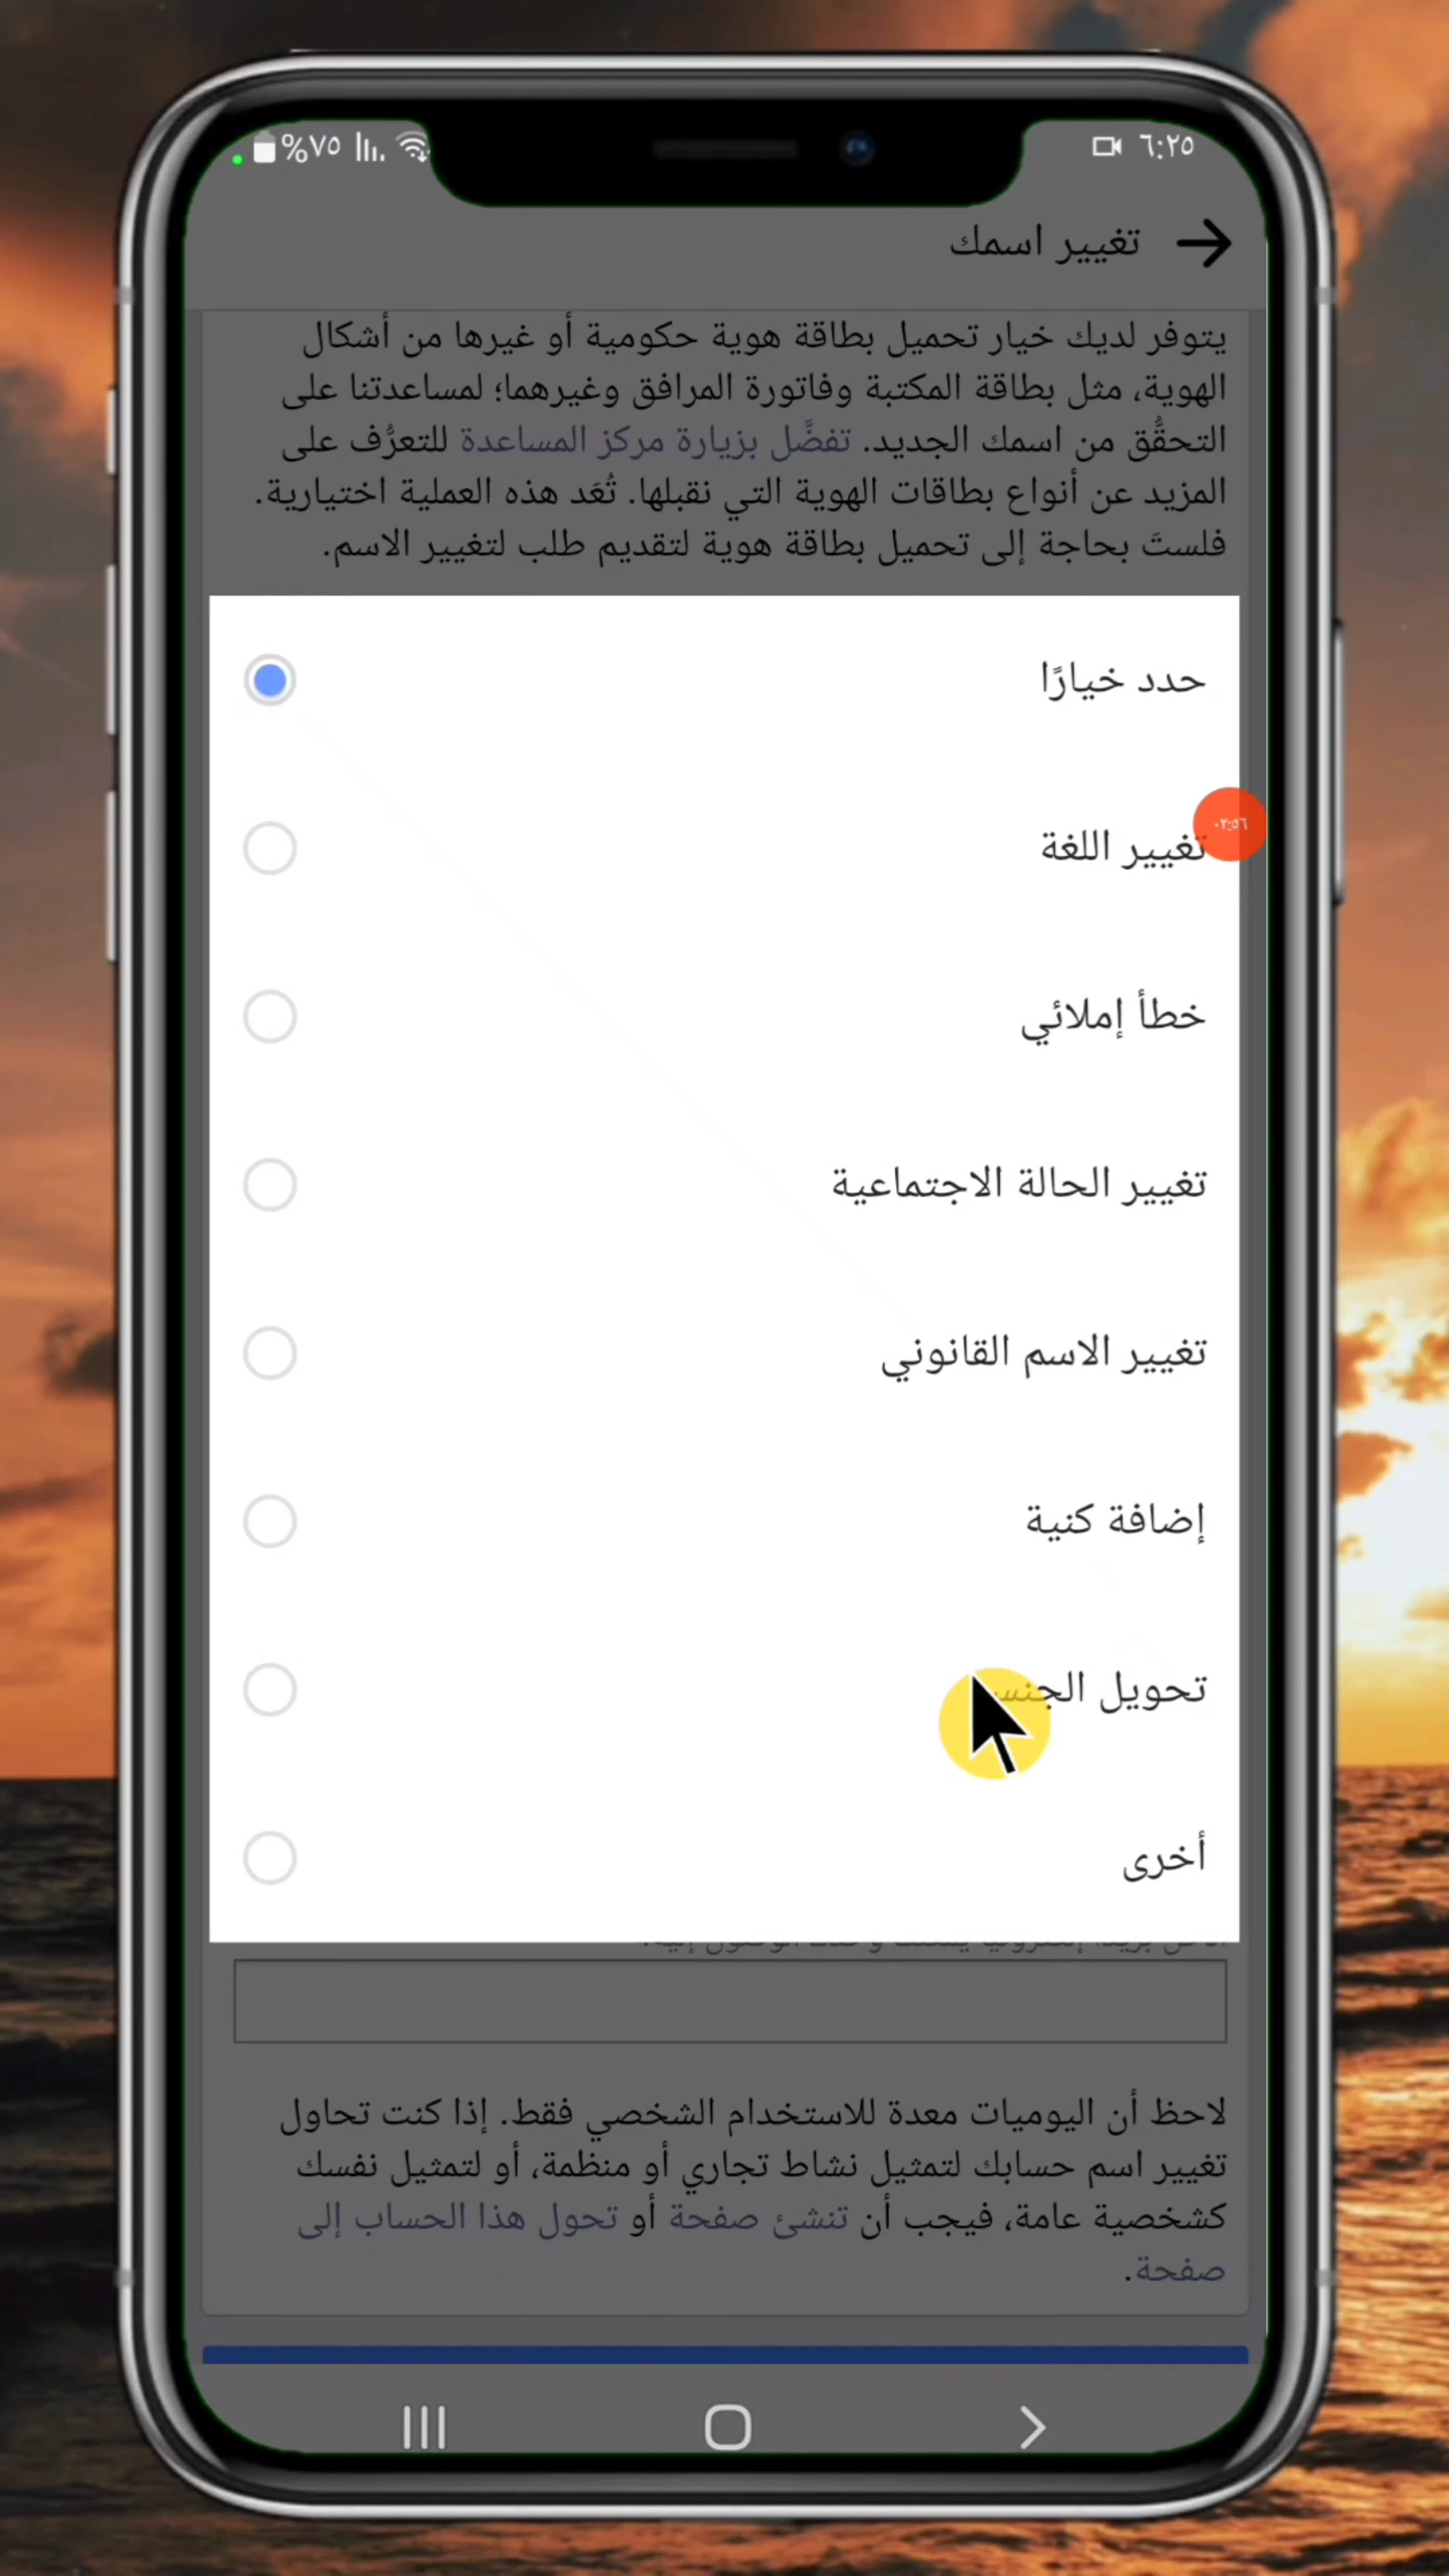 %٧٥
٦:٢٥
تغيير اسمك
يتوفر لديك خيار تحميل بطاقة هوية حكومية أو غيرها من أشكال
الهوية، مثل بطاقة المكتبة وفاتورة المرافق وغيرهما؛ لمساعدتنا على
التحقُّق من اسمك الجديد. تفضَّل بزيارة مركز المساعدة للتعرُّف على
المزيد عن أنواع بطاقات الهوية التي نقبلها. تُعَد هذه العملية اختيارية.
فلستَ بحاجة إلى تحميل بطاقة هوية لتقديم طلب لتغيير الاسم.
حدد خيارًا
٠٢:٥٦
تغيير اللغة
خطأ إملائي
تغيير الحالة الاجتماعية
تغيير الاسم القانوني
إضافة كنية
تحويل الجنس
أخرى
لاحظ أن اليوميات معدة للاستخدام الشخصي فقط. إذا كنت تحاول
تغيير اسم حسابك لتمثيل نشاط تجاري أو منظمة، أو لتمثيل نفسك
كشخصية عامة، فيجب أن تنشئ صفحة أو تحول هذا الحساب إلى
صفحة.